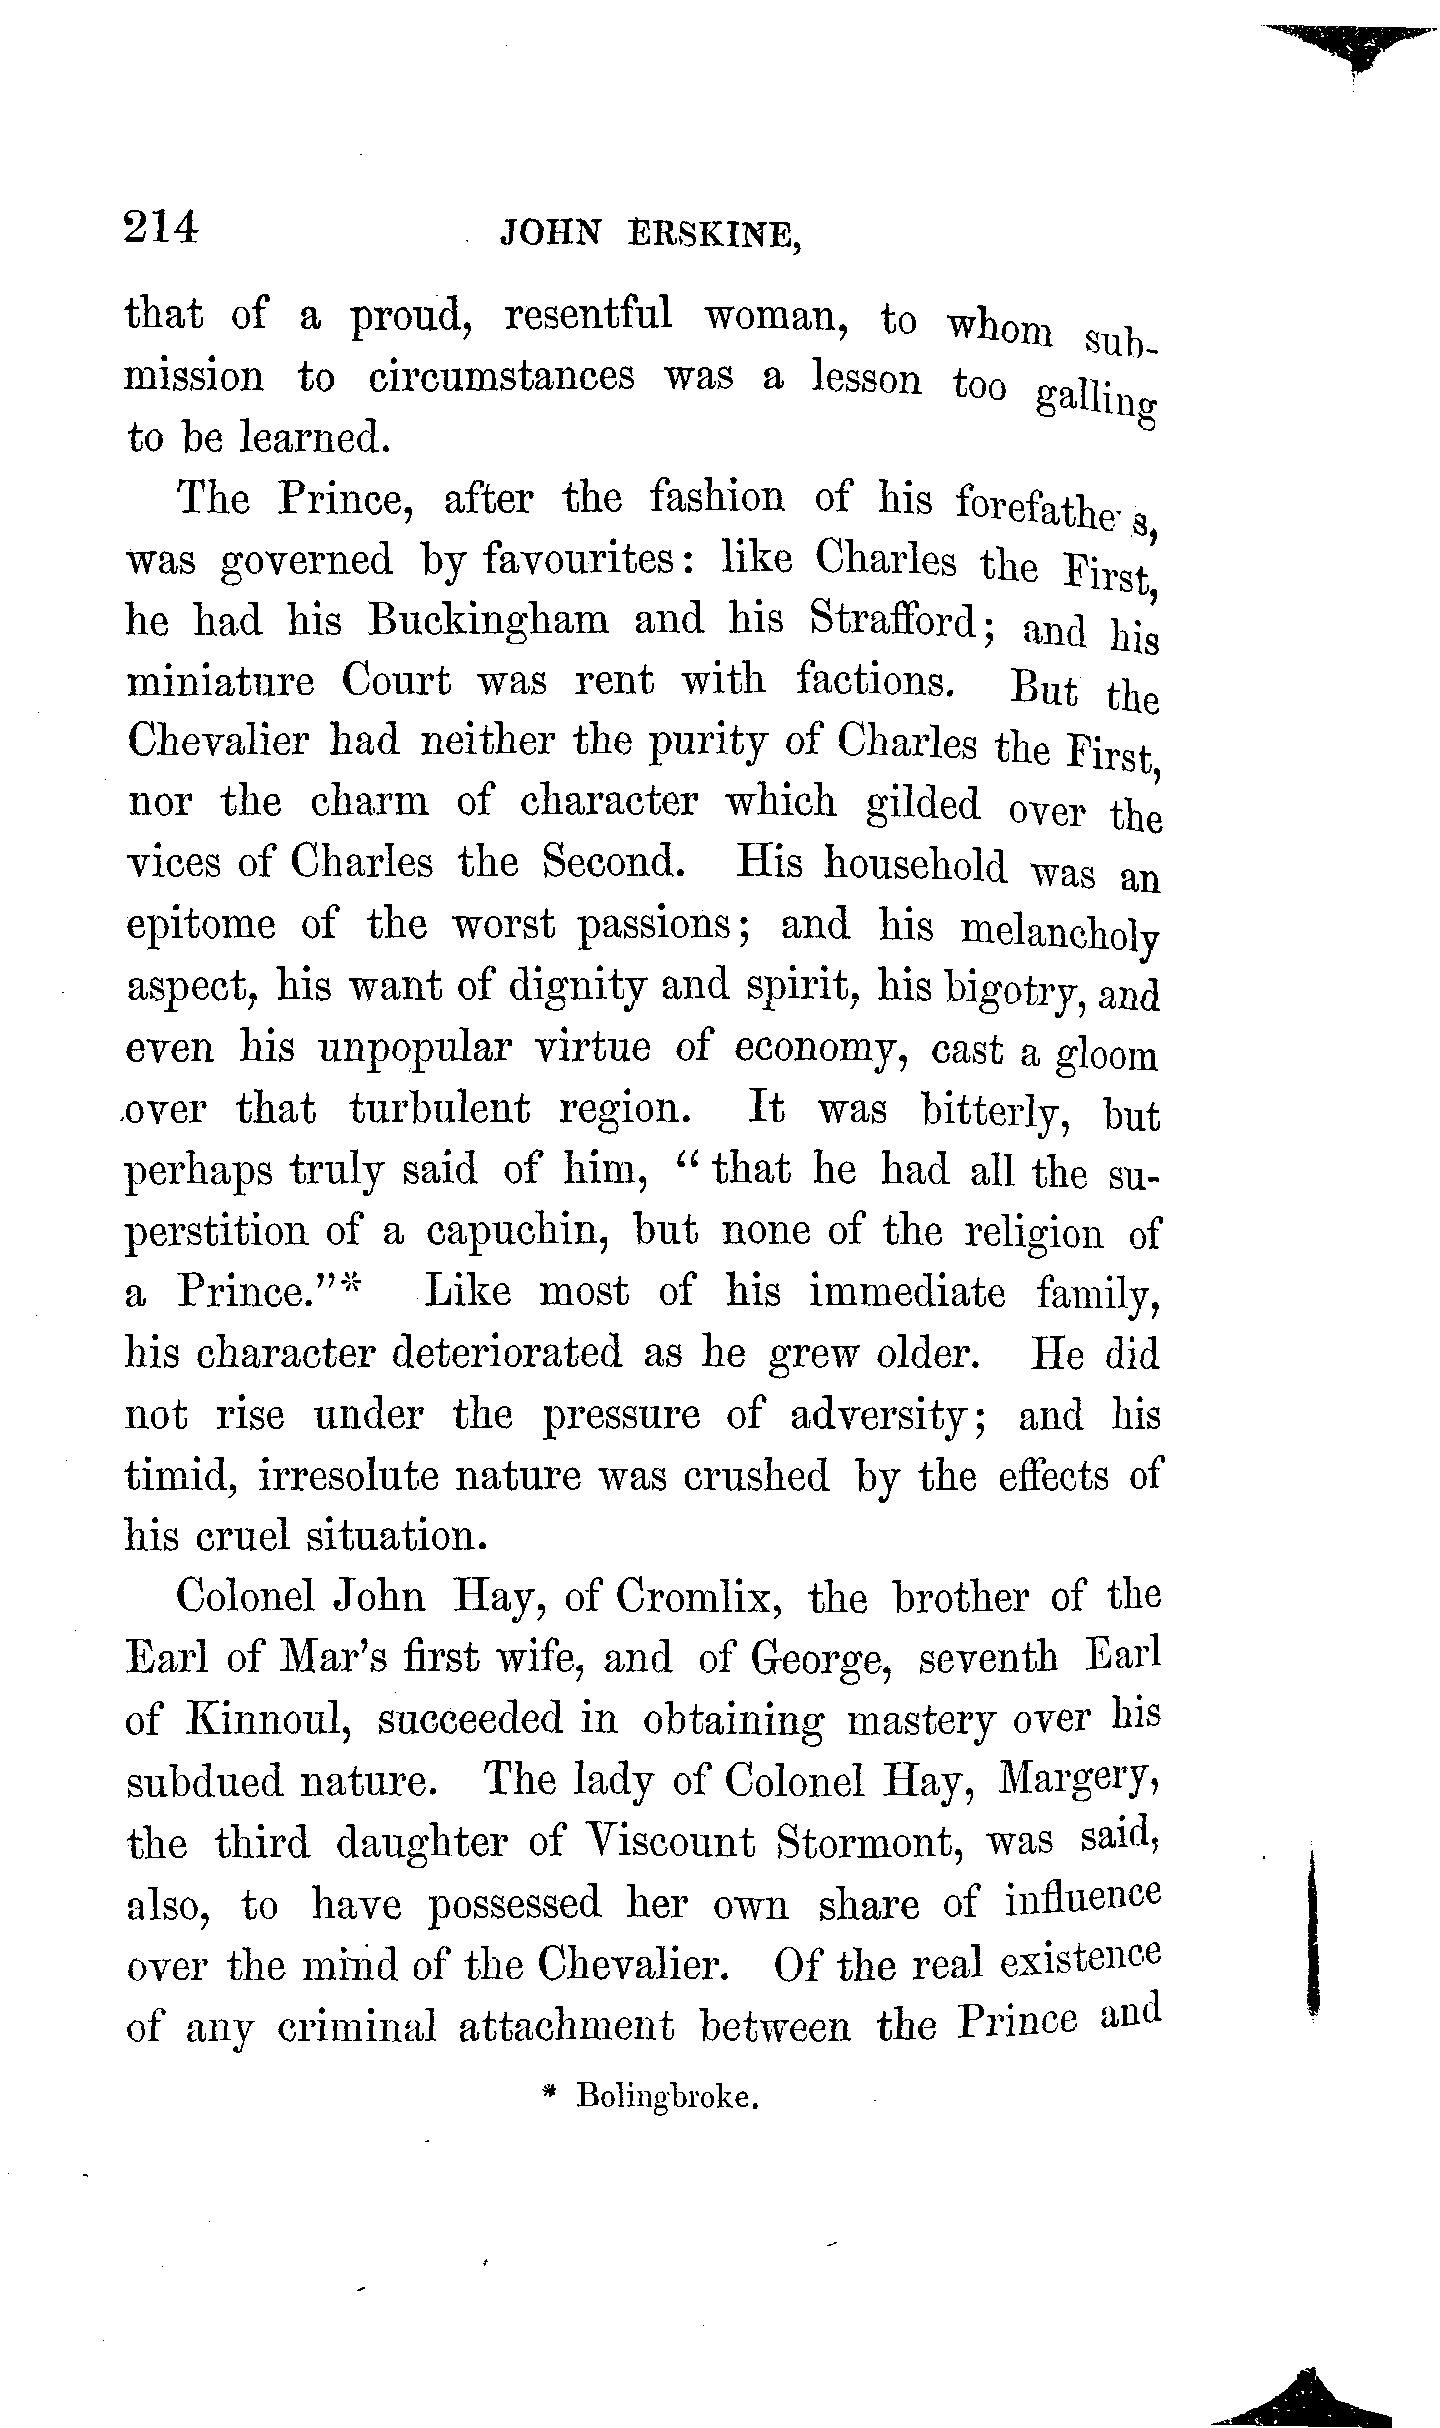 214 JOHN ERSKINE,
that of a proud, resentful woman, to whom sub-
mission to circumstances was a lesson too galling
to be learned.
The Prince, after the fashion of his forefathe s,
was governed by favourites: like Charles the First,
he had his Buckingham and his Strafford; and his
miniature Court was rent with factions. But the
Chevalier had neither the purity of Charles the First,
nor the charm of character which gilded over the
vices of Charles the Second. His household was an
epitome of the worst passions; and his melancholy
aspect, his want of dignity and spirit, his bigotry, and
even his unpopular virtue of economy, cast a gloom
over that turbulent region. It was bitterly, but
perhaps truly said of him, “ that he had all the su-
perstition of a capuchin, but none of the religion of
a Prince.”* Like most of his immediate family,
his character deteriorated as he grew older. He did
not rise under the pressure of adversity; and his
timid, irresolute nature was crushed by the effects of
his cruel situation.
Colonel John Hay, of Cromlix, the brother of the
Earl of Mar’s first wife, and of George, seventh Earl
of Kinnoul, succeeded in obtaining mastery over his
subdued nature. The lady of Colonel Hay, Margery,
the third daughter of Viscount Stormont, was said,
also, to have possessed her own share of influence
over the mind of the Chevalier. Of the real existence
of any criminal attachment between the Prince and
* Bolingbroke.